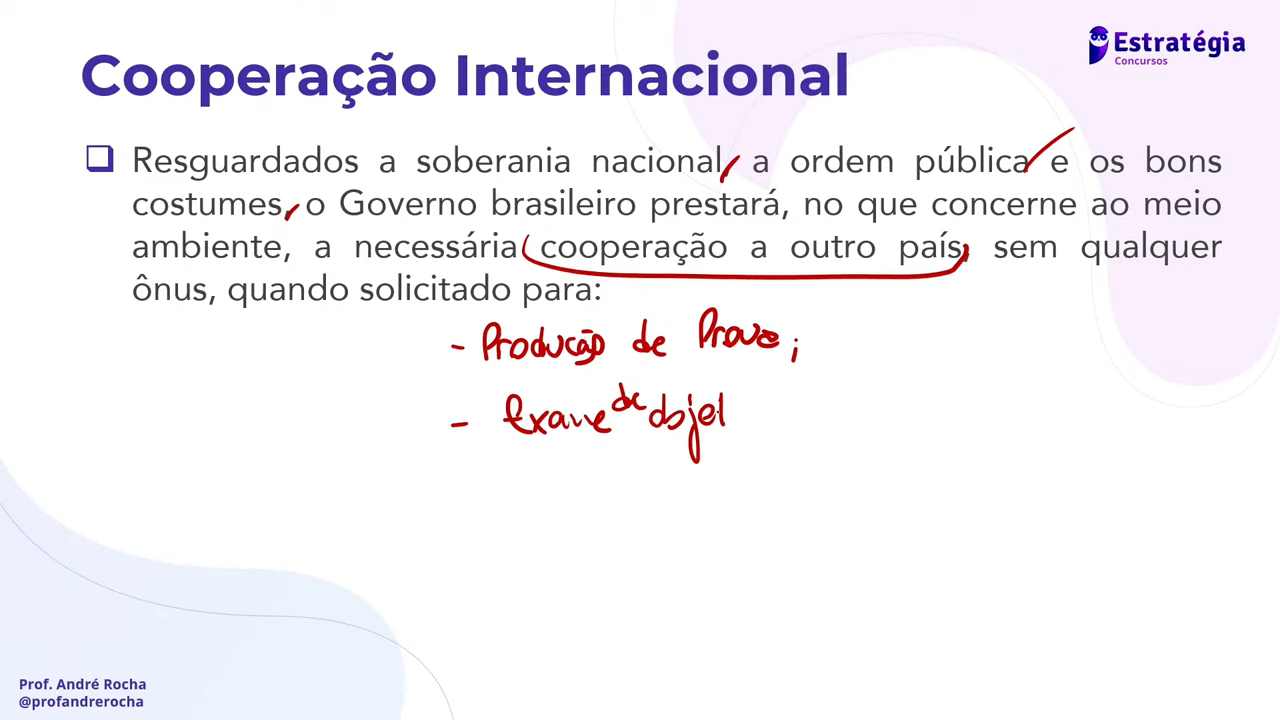 Estratégia
Concursos
Cooperação Internacional
Resguardados a soberania nacional, a ordem pública e os bons
costumes, o Governo brasileiro prestará, no que concerne ao meio
ambiente, a necessária cooperação a outro país, sem qualquer
ônus, quando solicitado para:
- Produção de Prova;
- Exame de objet
Prof. André Rocha
@profandrerocha